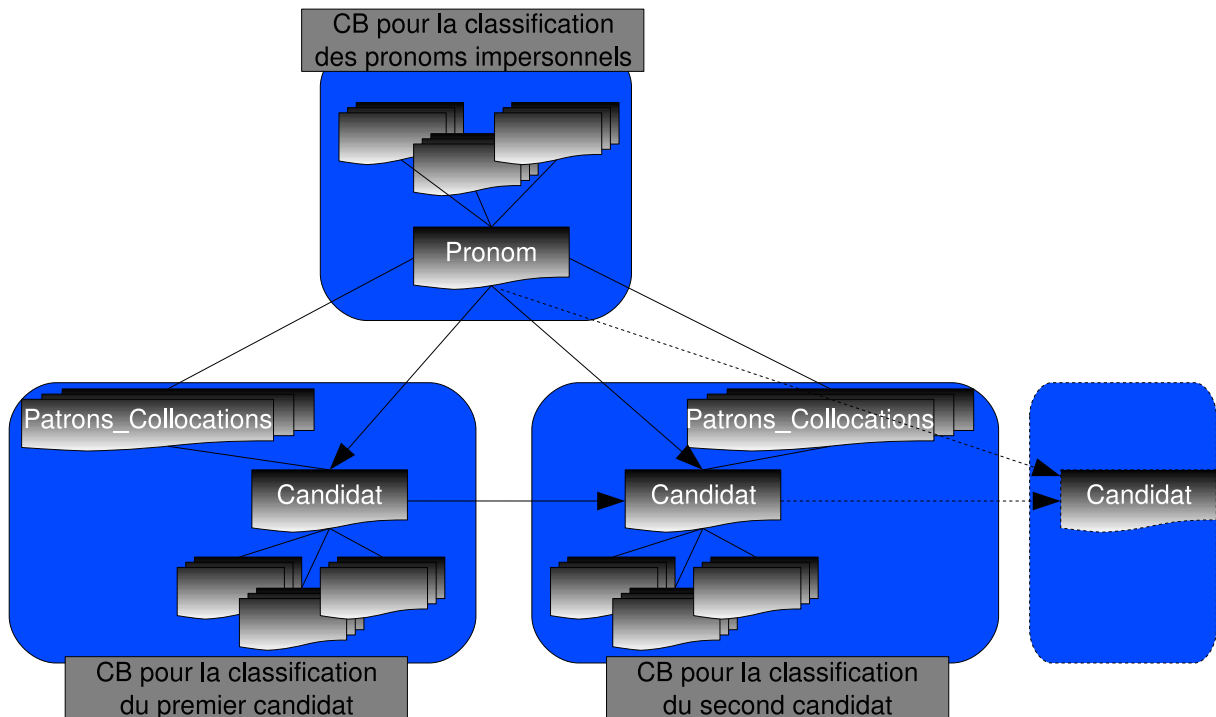 CB pour la classification
des pronoms impersonnels
Pronom
Patrons_Collocations
Patrons_Collocations
Candidat
Candidat
Candidat
CB pour la classification
du premier candidat
CB pour la classification
du second candidat